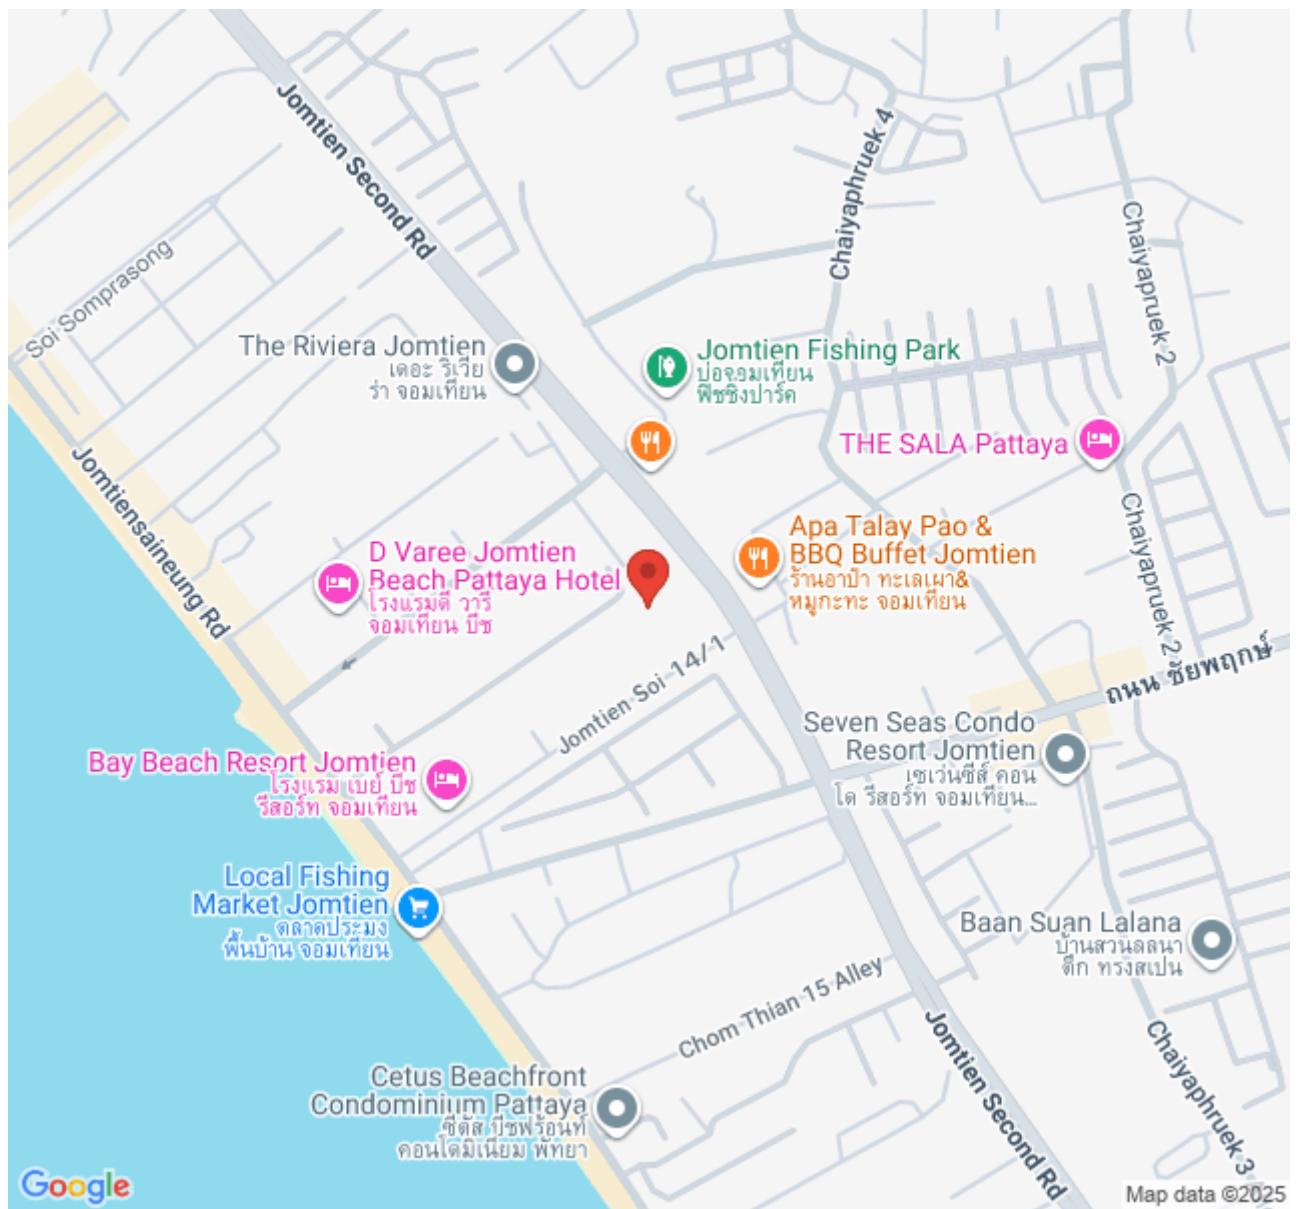 Jomtien Second Rd
Chaiyaphruek 4
Chaiyapruek 2
Soi Somprasong
The Riviera Jomtien
เดอะ ริเวีย
ร่า จอมเทียน
Jomtien Fishing Park
บ่อจอมเทียน
ฟิชชิ่งปาร์ค
THE SALA Pattaya
Jomtiensaineung Rd
Chaiyapruek 2
Apa Talay Pao &
BBQ Buffet Jomtien
ร้านอาป๋า ทะเลเผา&
หมูกะทะ จอมเทียน
D Varee Jomtien
Beach Pattaya Hotel
โรงแรมดี วารี
จอมเทียน บีช
ถนน ชัยพฤกษ์
Jomtien Soi 14/1
Seven Seas Condo
Resort Jomtien
เซเว่นซีส์ คอน
โด รีสอร์ท จอมเทียน...
Bay Beach Resort Jomtien
โรงแรม เบย์ บีช
รีสอร์ท จอมเทียน
Local Fishing
Market Jomtien
ตลาดประมง
พื้นบ้าน จอมเทียน
Baan Suan Lalana
บ้านสวนลลนา
ตึก ทรงสเปน
Chom Thian 15 Alley
Jomtien Second Rd
Chaiyaphruek 3
Cetus Beachfront
Condominium Pattaya
ซีตัส บีชฟร้อนท์
คอนโดมิเนียม พัทยา
Google
Map data ©2025